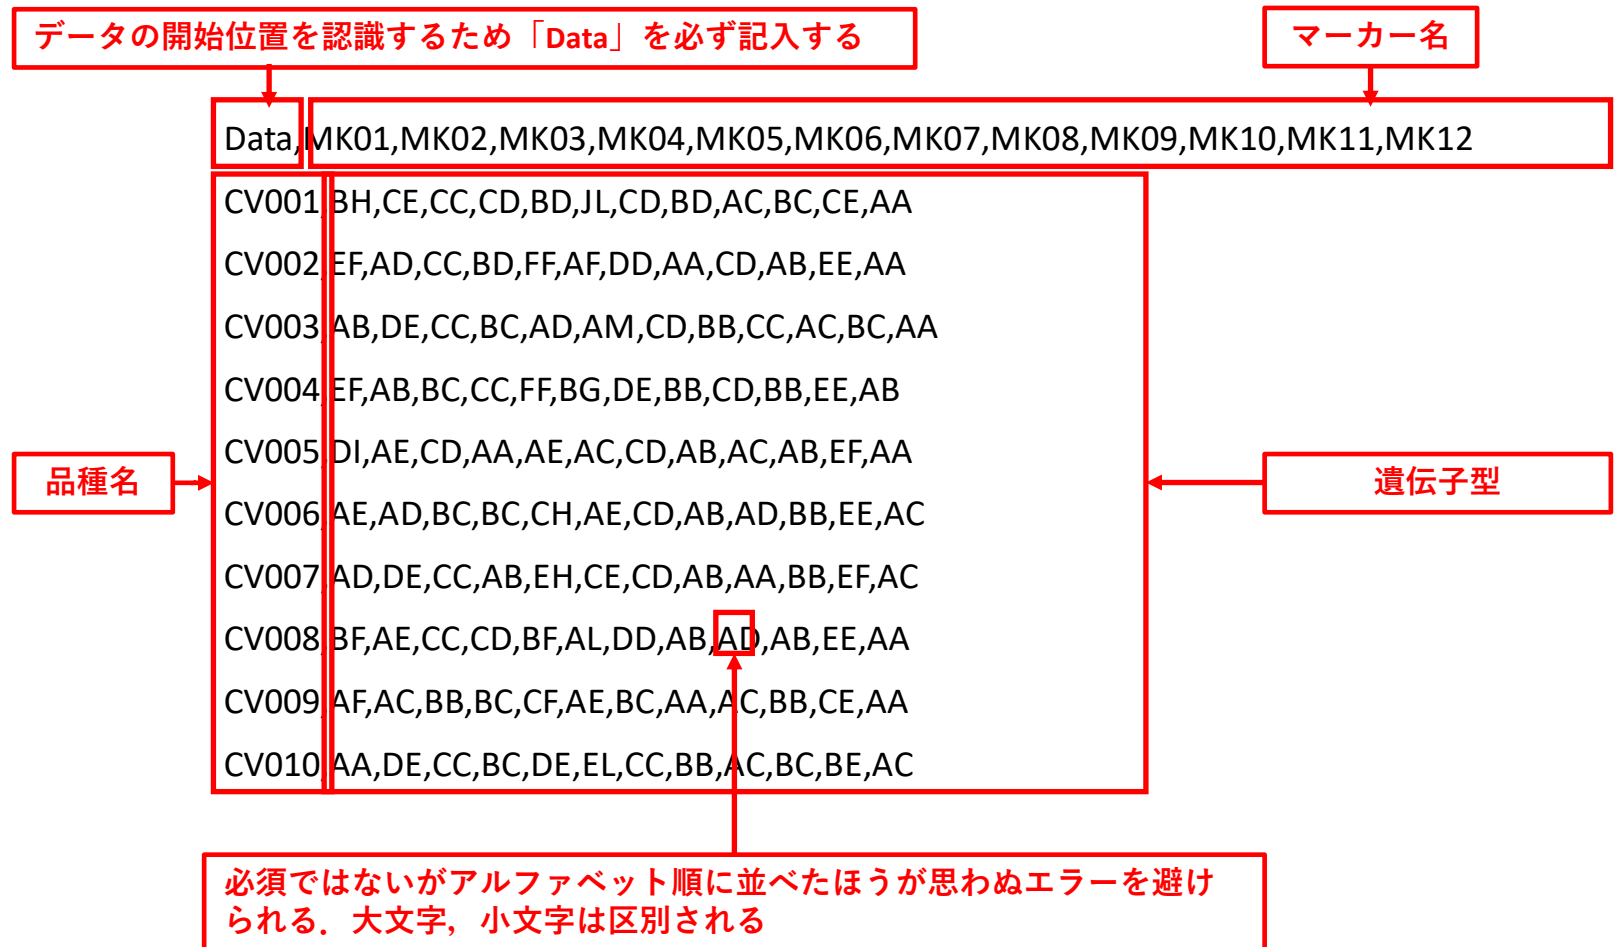 データの開始位置を認識するため「Data」を必ず記入する
マーカー名
Data,MK01,MK02,MK03,MK04,MK05,MK06,MK07,MK08,MK09,MK10,MK11,MK12
CV001,BH,CE,CC,CD,BD,JL,CD,BD,AC,BC,CE,AA
CV002,EF,AD,CC,BD,FF,AF,DD,AA,CD,AB,EE,AA
CV003,AB,DE,CC,BC,AD,AM,CD,BB,CC,AC,BC,AA
CV004,EF,AB,BC,CC,FF,BG,DE,BB,CD,BB,EE,AB
CV005,DI,AE,CD,AA,AE,AC,CD,AB,AC,AB,EF,AA
品種名
遺伝子型
CV006,AE,AD,BC,BC,CH,AE,CD,AB,AD,BB,EE,AC
CV007,AD,DE,CC,AB,EH,CE,CD,AB,AA,BB,EF,AC
CV008,BF,AE,CC,CD,BF,AL,DD,AB,AD,AB,EE,AA
CV009,AF,AC,BB,BC,CF,AE,BC,AA,AC,BB,CE,AA
CV010,AA,DE,CC,BC,DE,EL,CC,BB,AC,BC,BE,AC
必須ではないがアルファベット順に並べたほうが思わぬエラーを避け
られる．大文字，小文字は区別される